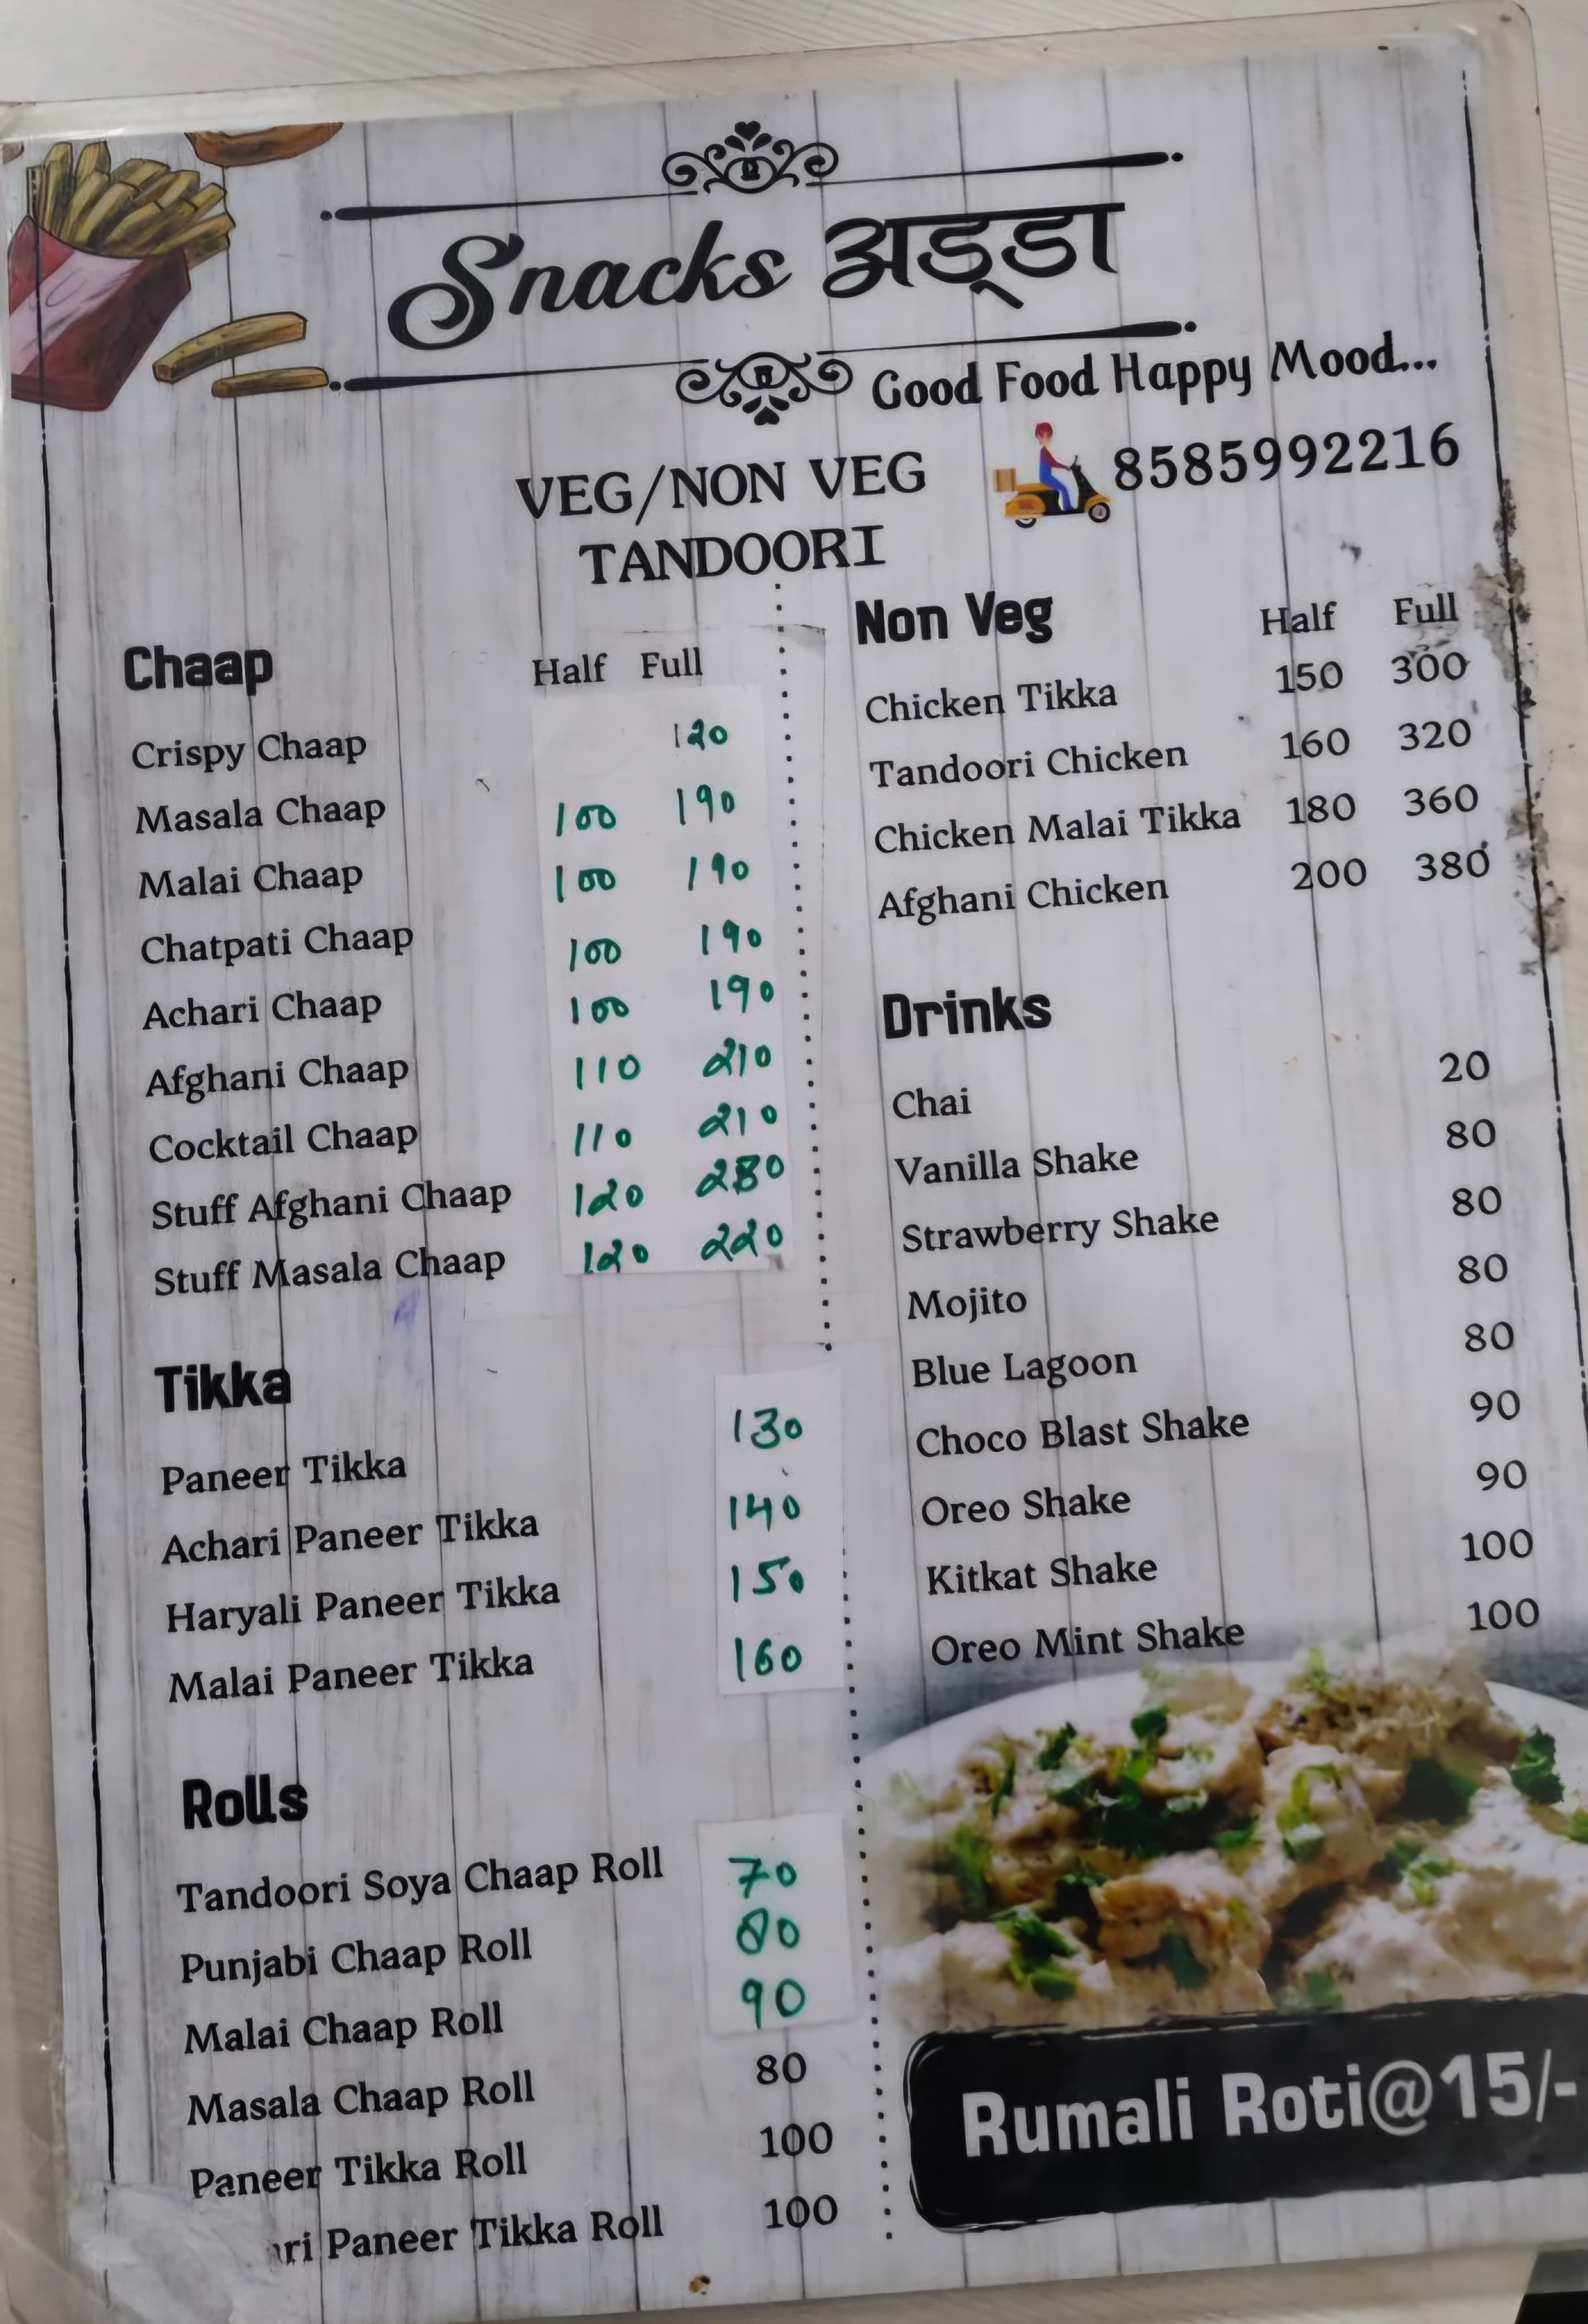 Snacks अड्डा
Good Food Happy Mood...
VEG/NON VEG
TANDOORI
8585992216
Chaap Half Full
Crispy Chaap 120
Masala Chaap 100 190
Malai Chaap 100 190
Chatpati Chaap 100 190
Achari Chaap 100 190
Afghani Chaap 110 210
Cocktail Chaap 110 210
Stuff Afghani Chaap 120
Stuff Masala Chaap 120 220
Tikka
Paneer Tikka 130
Achari Paneer Tikka 140
Haryali Paneer Tikka 150
Malai Paneer Tikka 160
Rolls
Tandoori Soya Chaap Roll 70
Punjabi Chaap Roll 80
Malai Chaap Roll 90
Masala Chaap Roll 80
Paneer Tikka Roll 100
Paneer Tikka Roll 100
Non Veg Half Full
Chicken Tikka 150 300
Tandoori Chicken 160 320
Chicken Malai Tikka 180 360
Afghani Chicken 200 380
Drinks
Chai 20
Vanilla Shake 80
Strawberry Shake 80
Mojito 80
Blue Lagoon 80
Choco Blast Shake 90
Oreo Shake 90
Kitkat Shake 100
Oreo Mint Shake 100
Rumali Roti@15/-